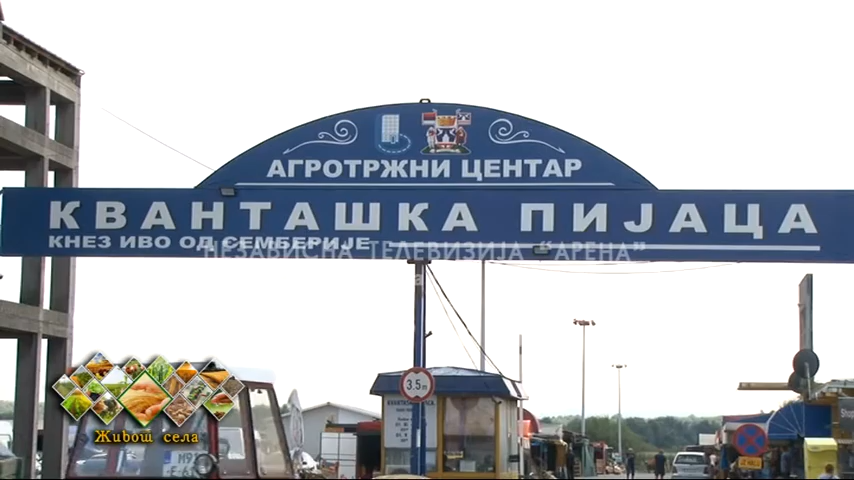 АГРОТРЖНИ ЦЕНТАР
КВАНТАШКА ПИЈАЦА
КНЕЗ ИВО ОД СЕМБЕРИЈЕ
НЕЗАВИСНА ТЕЛЕВИЗИЈА "АРЕНА"
3.5m
Живот села